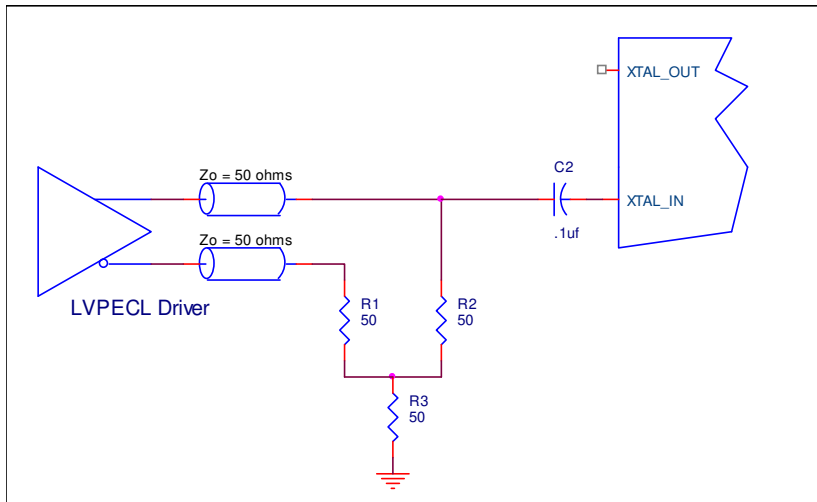 XTAL_OUT
Zo = 50 ohms
C2
XTAL_IN
.1uf
Zo = 50 ohms
LVPECL Driver
R1
50
R2
50
R3
50